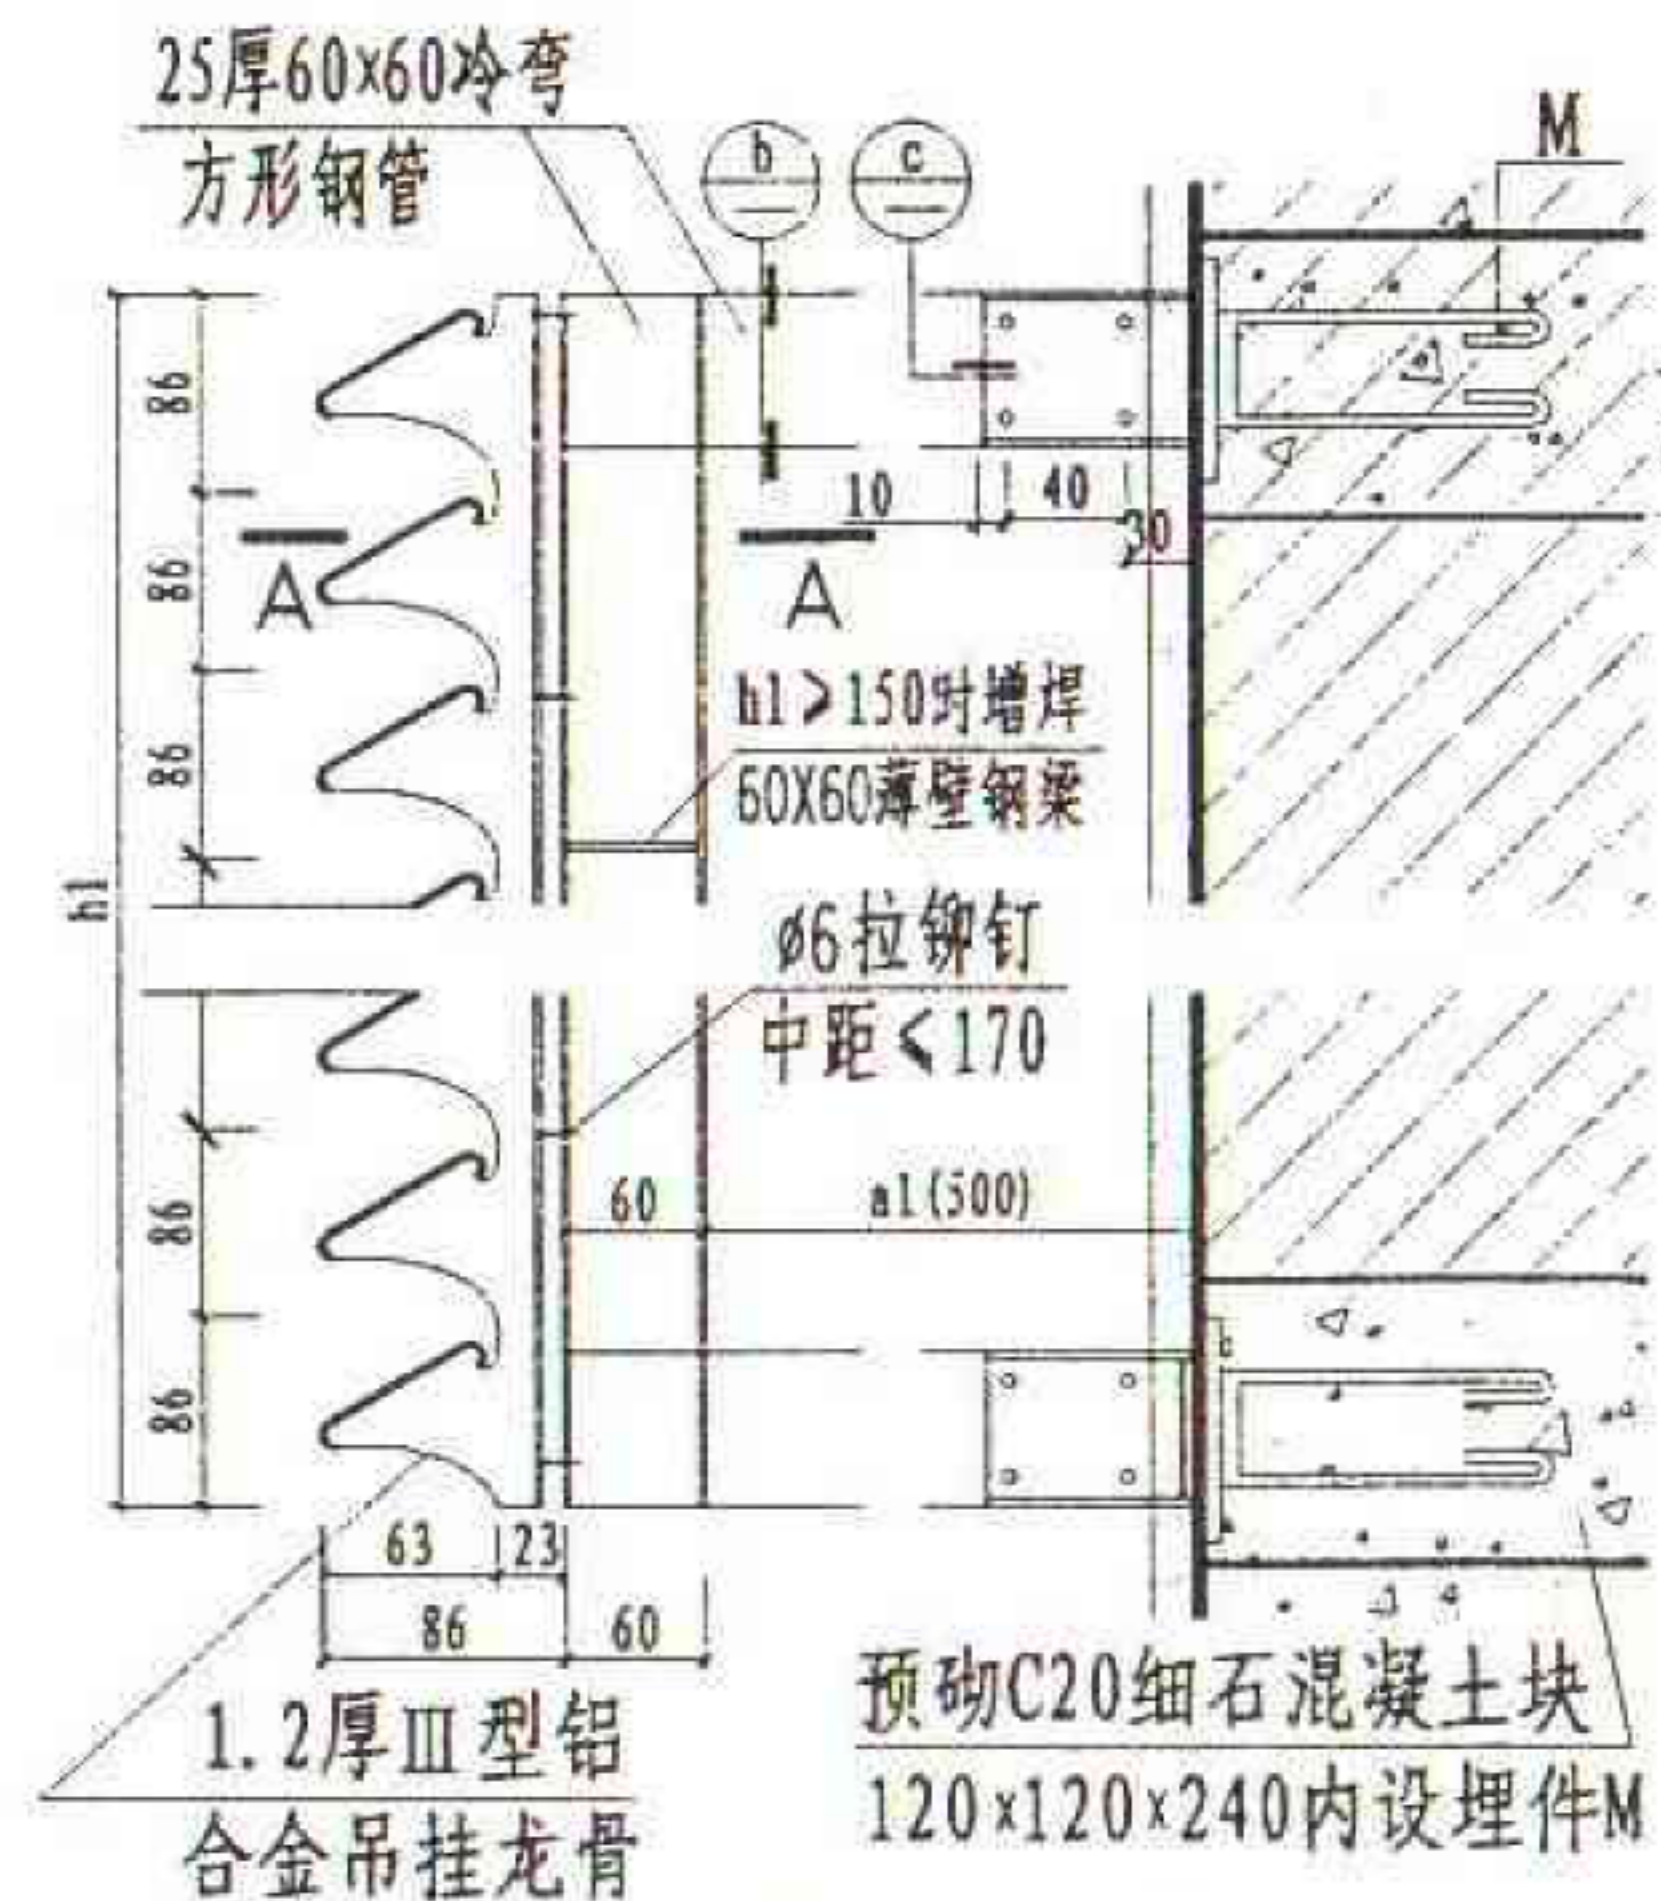 25厚60x60冷弯
方形钢管
b
c
M
86
10
40
30
86
A
A
h1>150时增焊
60X60薄壁钢梁
86
h1
ø6拉铆钉
中距≤170
60
a1(500)
86
86
63
23
86
60
1.2厚Ⅲ型铝
合金吊挂龙骨
预砌C20细石混凝土块
120×120×240内设埋件M